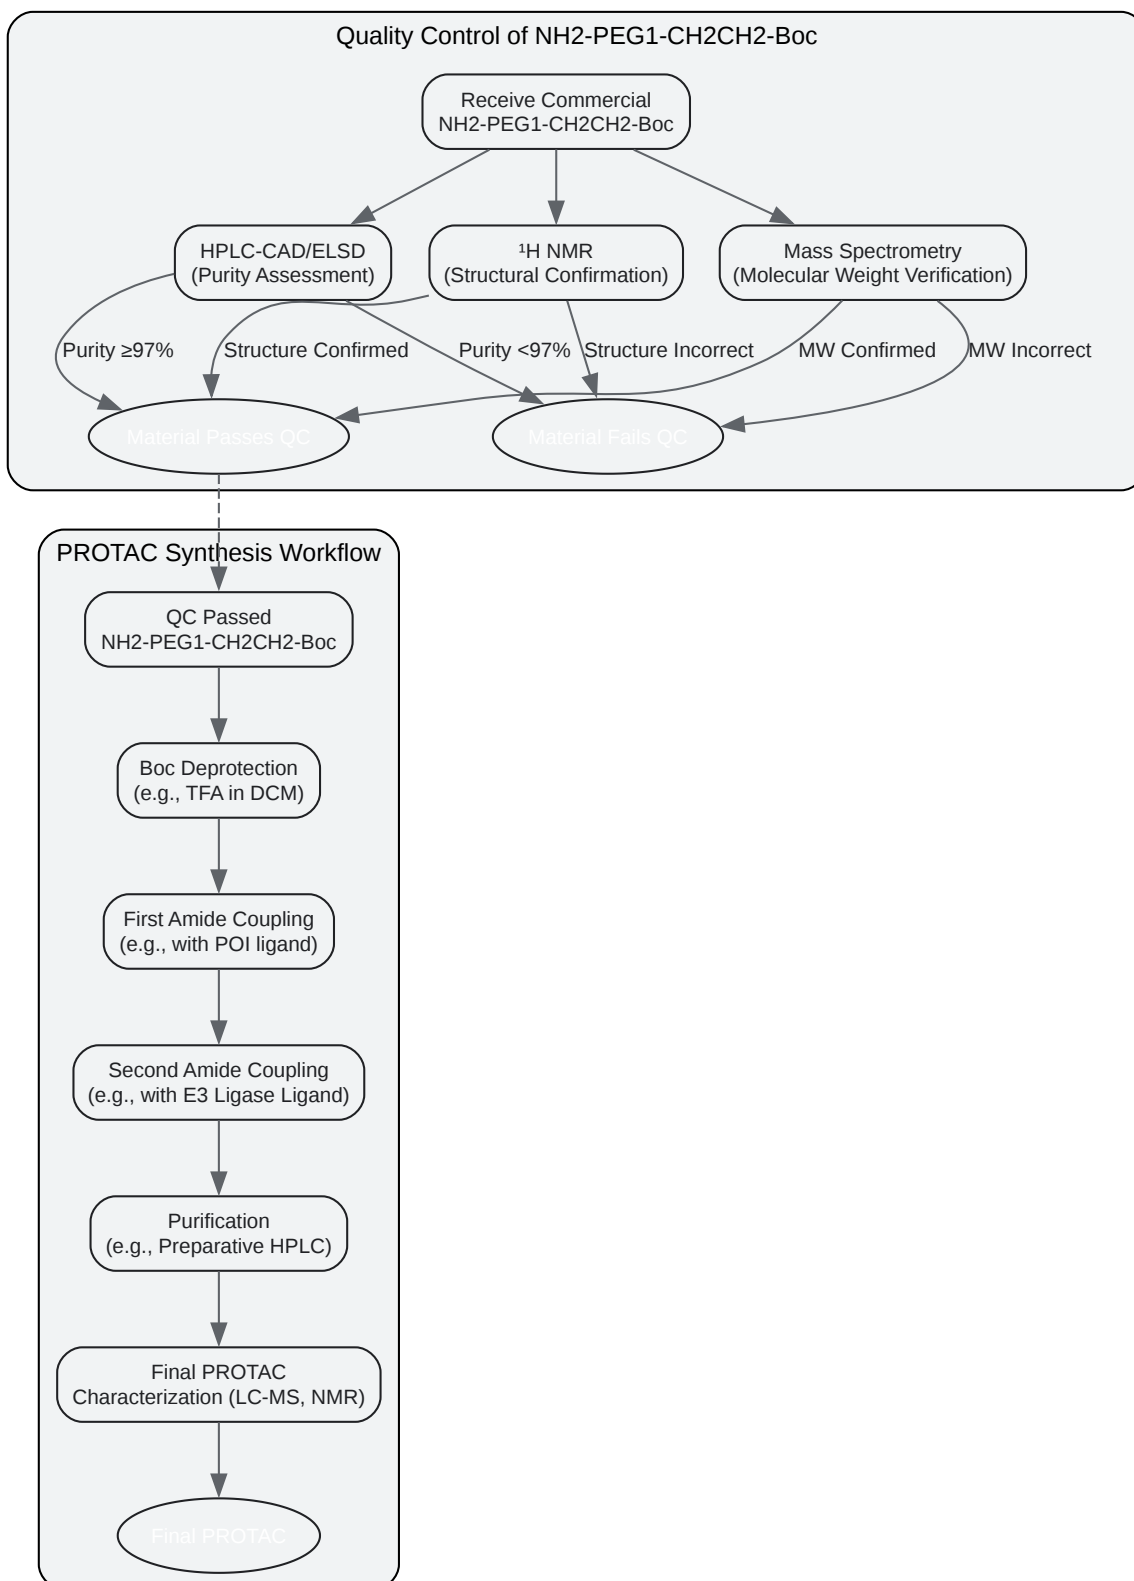 Quality Control of NH2-PEG1-CH2CH2-Boc
Receive Commercial
NH2-PEG1-CH2CH2-Boc
HPLC-CAD/ELSD
(Purity Assessment)
¹H NMR
(Structural Confirmation)
Mass Spectrometry
(Molecular Weight Verification)
Purity ≥97%
Structure Confirmed
Purity <97%
Structure Incorrect
MW Confirmed
MW Incorrect
Material Passes QC
Material Fails QC
PROTAC Synthesis Workflow
QC Passed
NH2-PEG1-CH2CH2-Boc
Boc Deprotection
(e.g., TFA in DCM)
First Amide Coupling
(e.g., with POI ligand)
Second Amide Coupling
(e.g., with E3 Ligase Ligand)
Purification
(e.g., Preparative HPLC)
Final PROTAC
Characterization (LC-MS, NMR)
Final PROTAC